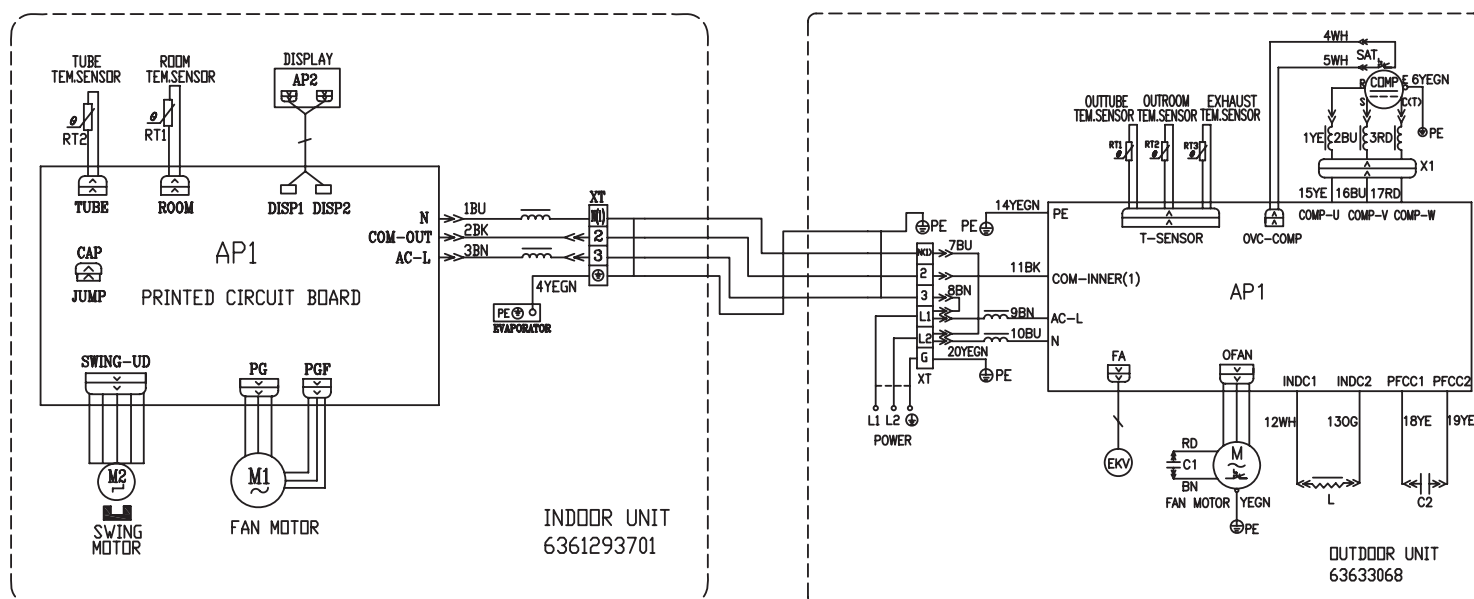 TUBE
TEM.SENSOR
ROOM
TEM.SENSOR
DISPLAY
AP2
θ
RT2
θ
RT1
TUBE
ROOM
DISP1 DISP2
CAP
JUMP
AP1
PRINTED CIRCUIT BOARD
N
COM-OUT
AC-L
1BU
2BK
3BN
4YEGN
XT
N(1)
2
3
PE
EVAPORATOR
SWING-UD
PG
PGF
M2
SWING
MOTOR
M1
FAN MOTOR
INDOOR UNIT
6361293701
4WH
5WH
SAT
COMP
R
S
C(T)
E
6YEGN
PE
1YE
2BU
3RD
X1
15YE
16BU
17RD
COMP-U COMP-V COMP-W
OUTTUBE
TEM.SENSOR
OUTROOM
TEM.SENSOR
EXHAUST
TEM.SENSOR
RT1
θ
RT2
θ
RT3
θ
T-SENSOR
OVC-COMP
PE
PE
14YEGN
PE
N(1)
2
3
L1
L2
G
XT
7BU
11BK
8BN
9BN
10BU
20YEGN
PE
COM-INNER(1)
AC-L
N
AP1
L1 L2
POWER
FA
EKV
OFAN
RD
C1
BN
M
FAN MOTOR
YEGN
PE
INDC1
INDC2
PFCC1
PFCC2
12WH
13OG
18YE
19YE
L
C2
OUTDOOR UNIT
63633068